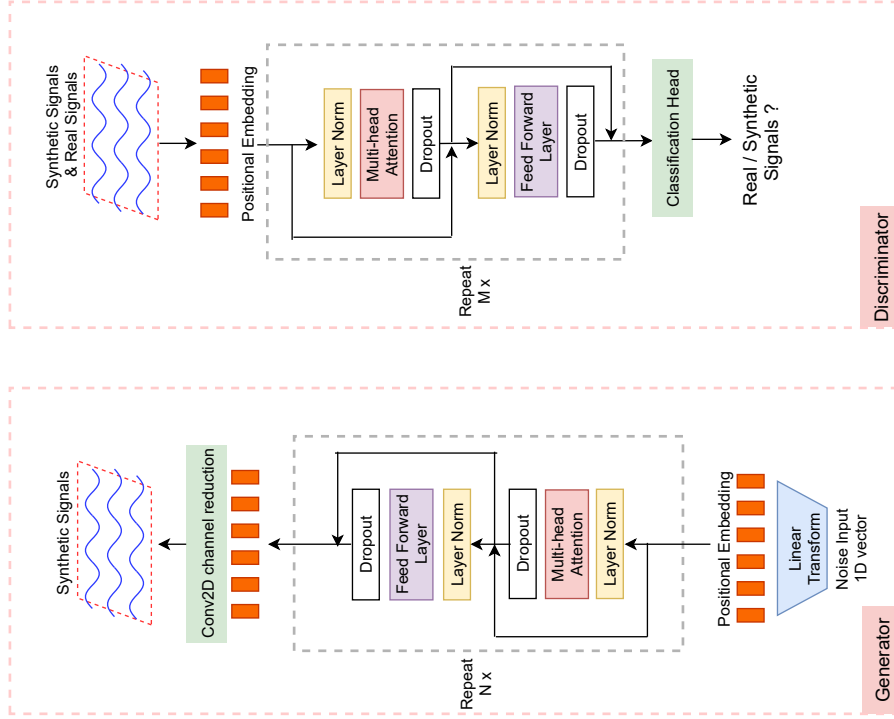 Synthetic Signals
Conv2D channel reduction
Dropout
Feed Forward
Layer
Layer Norm
Dropout
Multi-head
Attention
Layer Norm
Repeat
N x
Positional Embedding
Linear
Transform
Noise Input
1D vector
Generator
Synthetic Signals
& Real Signals
Positional Embedding
Layer Norm
Multi-head
Attention
Dropout
Layer Norm
Feed Forward
Layer
Dropout
Repeat
M x
Classification Head
Real / Synthetic
Signals ?
Discriminator